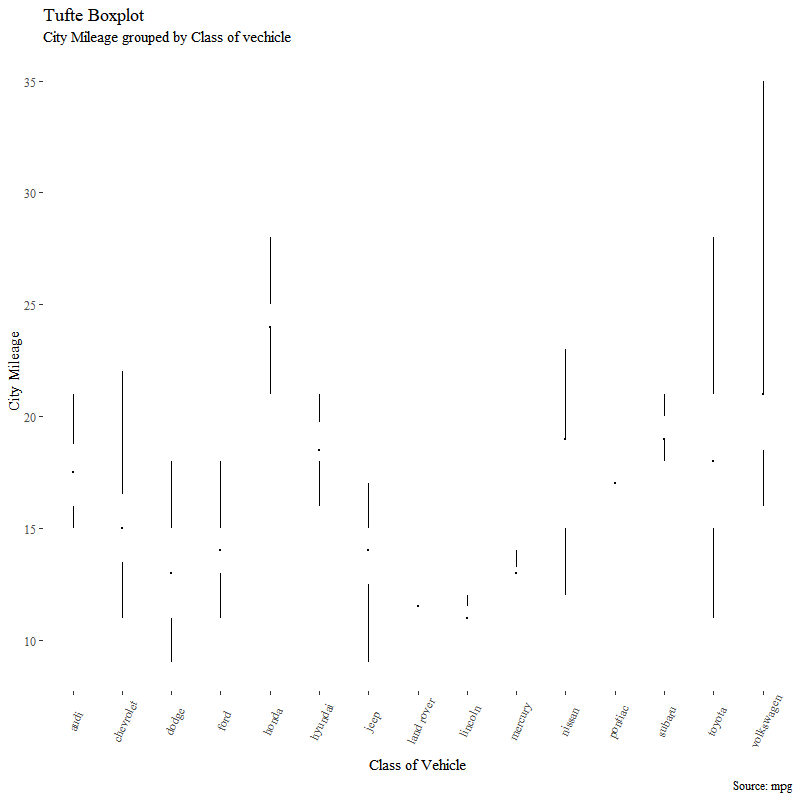 Tufte Boxplot
City Mileage grouped by Class of vechicle
35
30
25
20
15
10
City Mileage
audi
chevrolet
dodge
ford
honda
hyundai
jeep
land rover
lincoln
mercury
nissan
pontiac
subaru
toyota
volkswagen
Class of Vehicle
Source: mpg